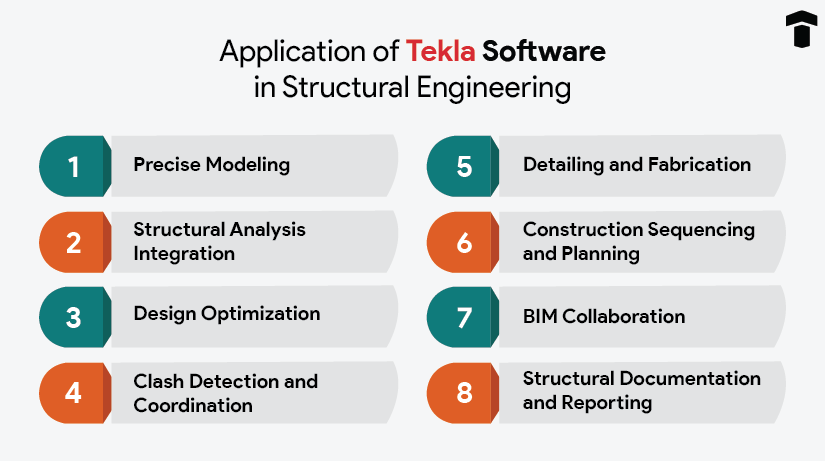 Application of Tekla Software
in Structural Engineering
1
Precise Modeling
2
Structural Analysis
Integration
3
Design Optimization
4
Clash Detection and
Coordination
5
Detailing and Fabrication
6
Construction Sequencing
and Planning
7
BIM Collaboration
8
Structural Documentation
and Reporting